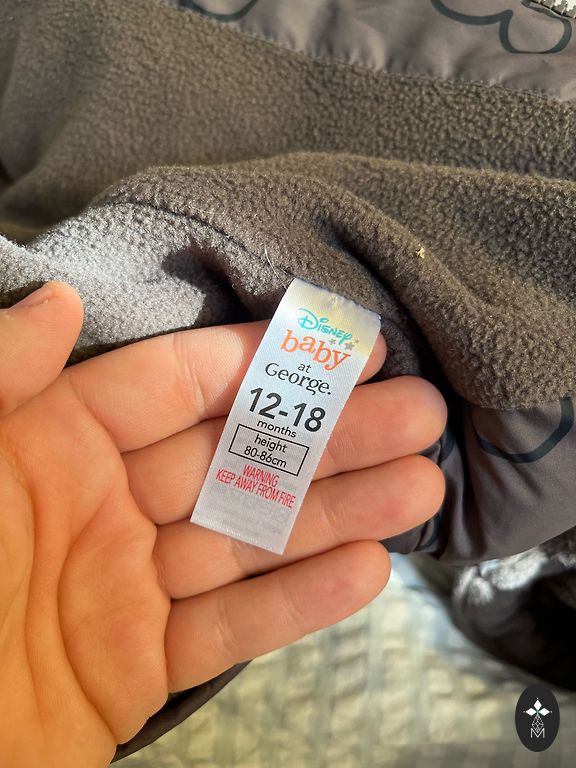 Disney
baby
at
George.
12-18
months
height
80-86cm
WARNING
KEEP AWAY FROM FIRE
M